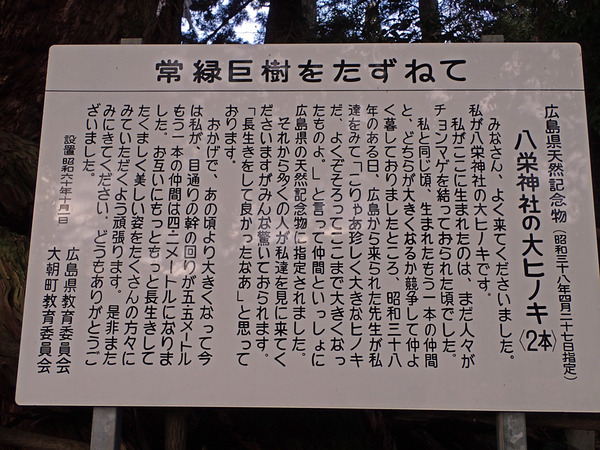 常緑巨樹をたずねて
広島県天然記念物(昭和三十八年四月二十七日指定)
八栄神社の大ヒノキ〈2本〉
みなさん、よく来てくださいました。
私が八栄神社の大ヒノキです。
私がここに生まれたのは、まだ人々が
チョンマゲを結っておられた頃でした。
私と同じ頃、生まれたもう一本の仲間
と、どちらが大きくなるか競争して仲よ
く暮しておりましたところ、昭和三十八
年のある日、広島から来られた先生が私
達をみて「こりゃあ珍しく大きなヒノキ
だ、よくぞそろってここまで大きくなっ
たものよ。」と言って仲間といっしょに
広島県の天然記念物に指定されました。
それから多くの人が私達を見に来てく
ださいますがみんな驚いておられます。
「長生きをして良かったなあ」と思って
おります。
おかげで、あの頃より大きくなって今
は私が、目通りの幹の回りが五・五メートル
もう一本の仲間は四・二メートルになりま
した。お互いにもっともっと長生きして
たくましく美しい姿をたくさんの方々に
みていただくよう頑張ります。是非また
みにきてください、どうもありがとうご
ざいました。
設置 昭和六十年十月一日
広島県教育委員会
大朝町教育委員会